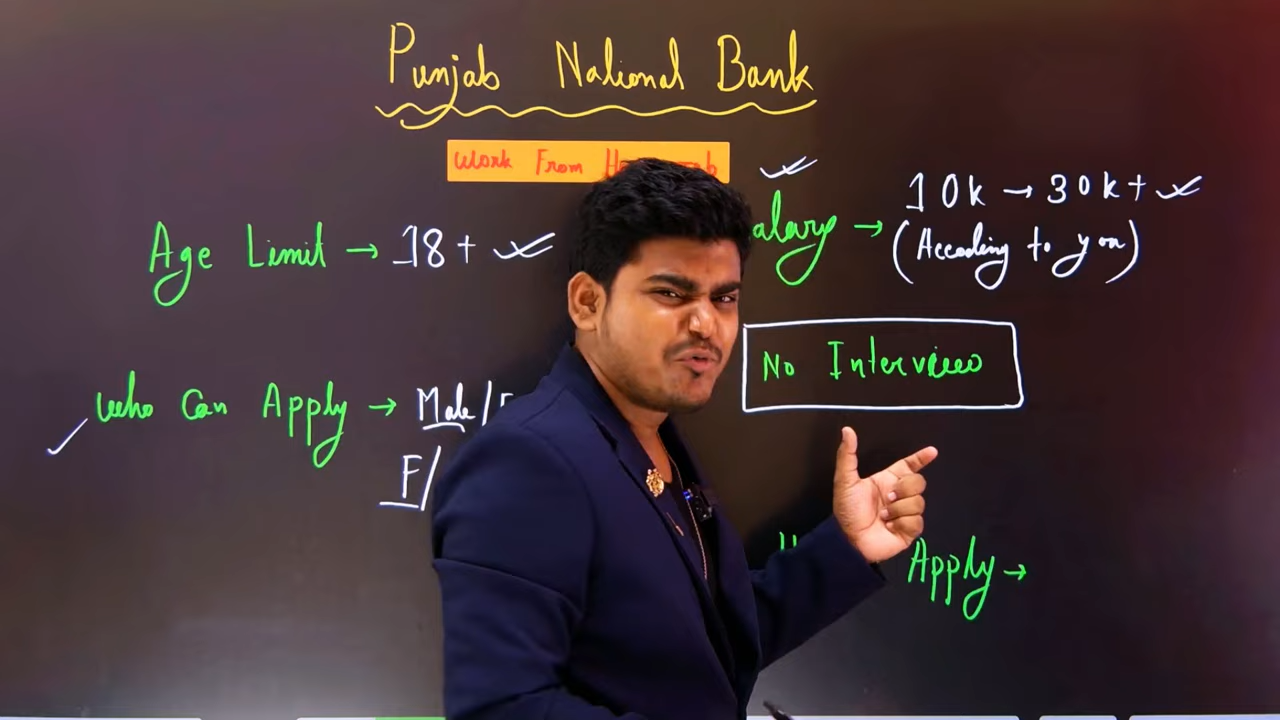 Punjab National Bank
Work From
Age Limit → 18+
alary → 10k → 30k+
(Accoding to you)
No Interview
Who Can Apply → Male/
F/
Apply →